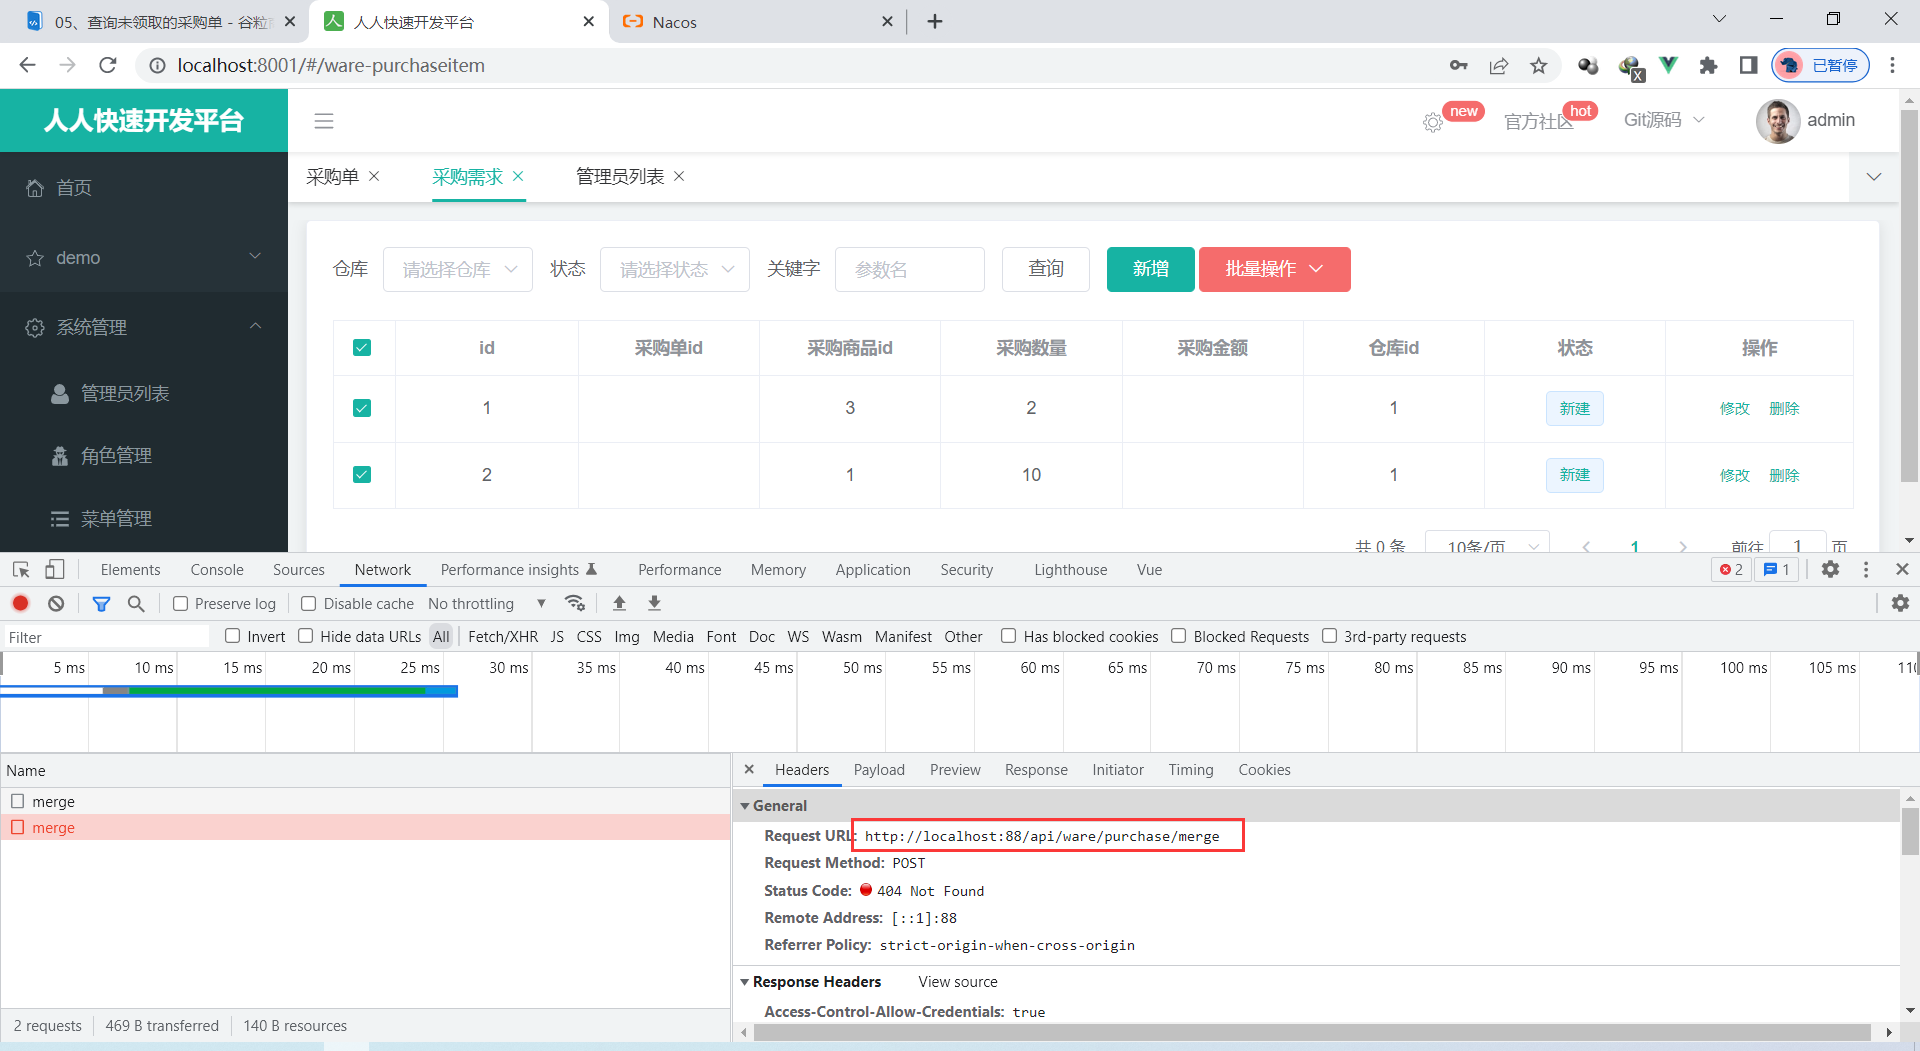 05、查询未领取的采购单 - 谷粒
人人快速开发平台
Nacos
localhost:8001/#/ware-purchaseitem
已暂停
人人快速开发平台
new
官方社区
hot
Git源码
admin
首页
demo
系统管理
管理员列表
角色管理
菜单管理
采购单
采购需求
管理员列表
仓库 请选择仓库 状态 请选择状态 关键字 参数名 查询 新增 批量操作
id 采购单id 采购商品id 采购数量 采购金额 仓库id 状态 操作
1 3 2 1 新建 修改 删除
2 1 10 1 新建 修改 删除
共 0 条 10条/页 1 前往 1 页
Elements Console Sources Network Performance insights Performance Memory Application Security Lighthouse Vue 2 1
Preserve log Disable cache No throttling
Filter Invert Hide data URLs All Fetch/XHR JS CSS Img Media Font Doc WS Wasm Manifest Other Has blocked cookies Blocked Requests 3rd-party requests
5 ms 10 ms 15 ms 20 ms 25 ms 30 ms 35 ms 40 ms 45 ms 50 ms 55 ms 60 ms 65 ms 70 ms 75 ms 80 ms 85 ms 90 ms 95 ms 100 ms 105 ms
Name
merge
merge
2 requests 469 B transferred 140 B resources
Headers Payload Preview Response Initiator Timing Cookies
General
Request URL: http://localhost:88/api/ware/purchase/merge
Request Method: POST
Status Code: 404 Not Found
Remote Address: [::1]:88
Referrer Policy: strict-origin-when-cross-origin
Response Headers View source
Access-Control-Allow-Credentials: true